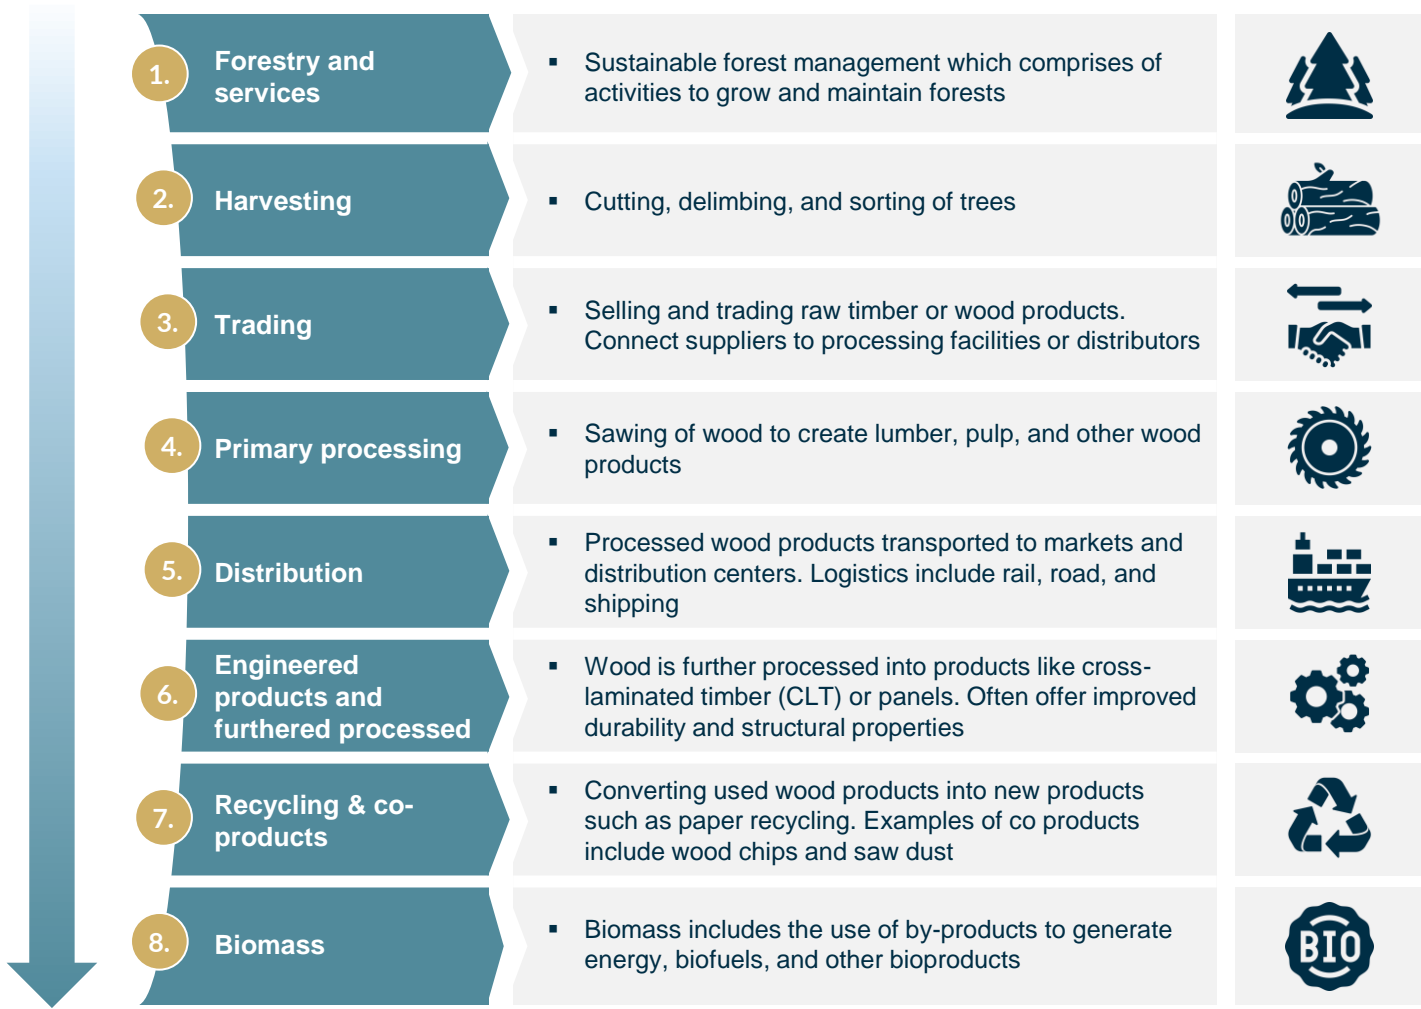 1.
Forestry and
services
▪ Sustainable forest management which comprises of
activities to grow and maintain forests
2.
Harvesting
▪ Cutting, delimbing, and sorting of trees
3.
Trading
▪ Selling and trading raw timber or wood products.
Connect suppliers to processing facilities or distributors
4.
Primary processing
▪ Sawing of wood to create lumber, pulp, and other wood
products
5.
Distribution
▪ Processed wood products transported to markets and
distribution centers. Logistics include rail, road, and
shipping
6.
Engineered
products and
furthered processed
▪ Wood is further processed into products like cross-
laminated timber (CLT) or panels. Often offer improved
durability and structural properties
7.
Recycling & co-
products
▪ Converting used wood products into new products
such as paper recycling. Examples of co products
include wood chips and saw dust
8.
Biomass
▪ Biomass includes the use of by-products to generate
energy, biofuels, and other bioproducts
BIO